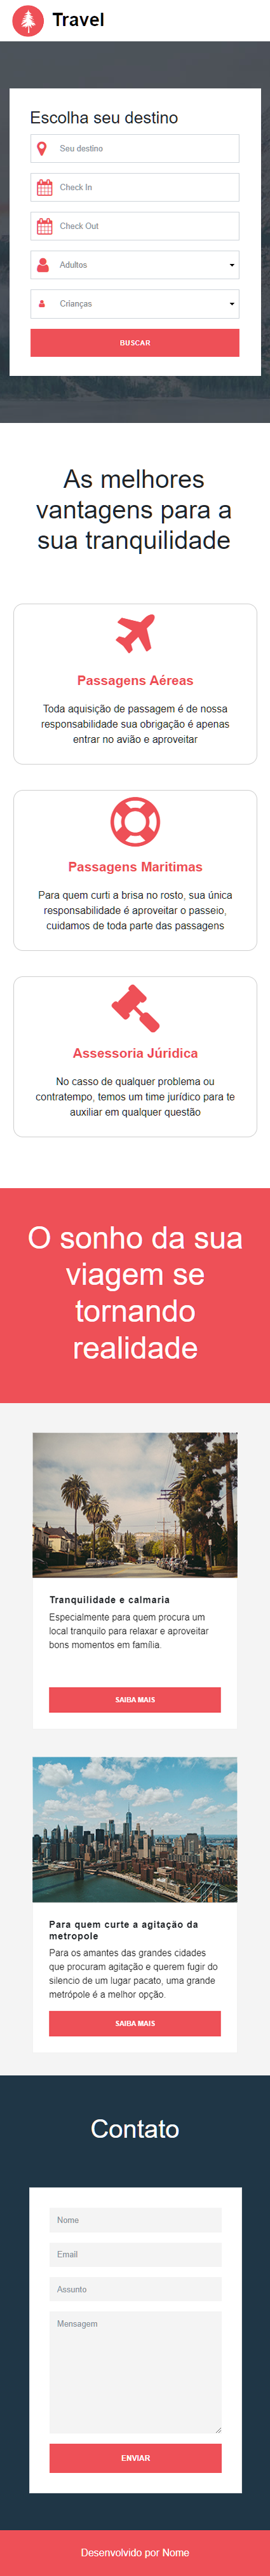 Travel
Escolha seu destino
Seu destino
Check In
Check Out
Adultos
Crianças
BUSCAR
As melhores
vantagens para a
sua tranquilidade
Passagens Aéreas
Toda aquisição de passagem é de nossa
responsabilidade sua obrigação é apenas
entrar no avião e aproveitar
Passagens Maritimas
Para quem curti a brisa no rosto, sua única
responsabilidade é aproveitar o passeio,
cuidamos de toda parte das passagens
Assessoria Júridica
No casso de qualquer problema ou
contratempo, temos um time jurídico para te
auxiliar em qualquer questão
O sonho da sua
viagem se
tornando
realidade
Tranquilidade e calmaria
Especialmente para quem procura um
local tranquilo para relaxar e aproveitar
bons momentos em família.
SAIBA MAIS
Para quem curte a agitação da
metropole
Para os amantes das grandes cidades
que procuram agitação e querem fugir do
silencio de um lugar pacato, uma grande
metrópole é a melhor opção.
SAIBA MAIS
Contato
Nome
Email
Assunto
Mensagem
ENVIAR
Desenvolvido por Nome